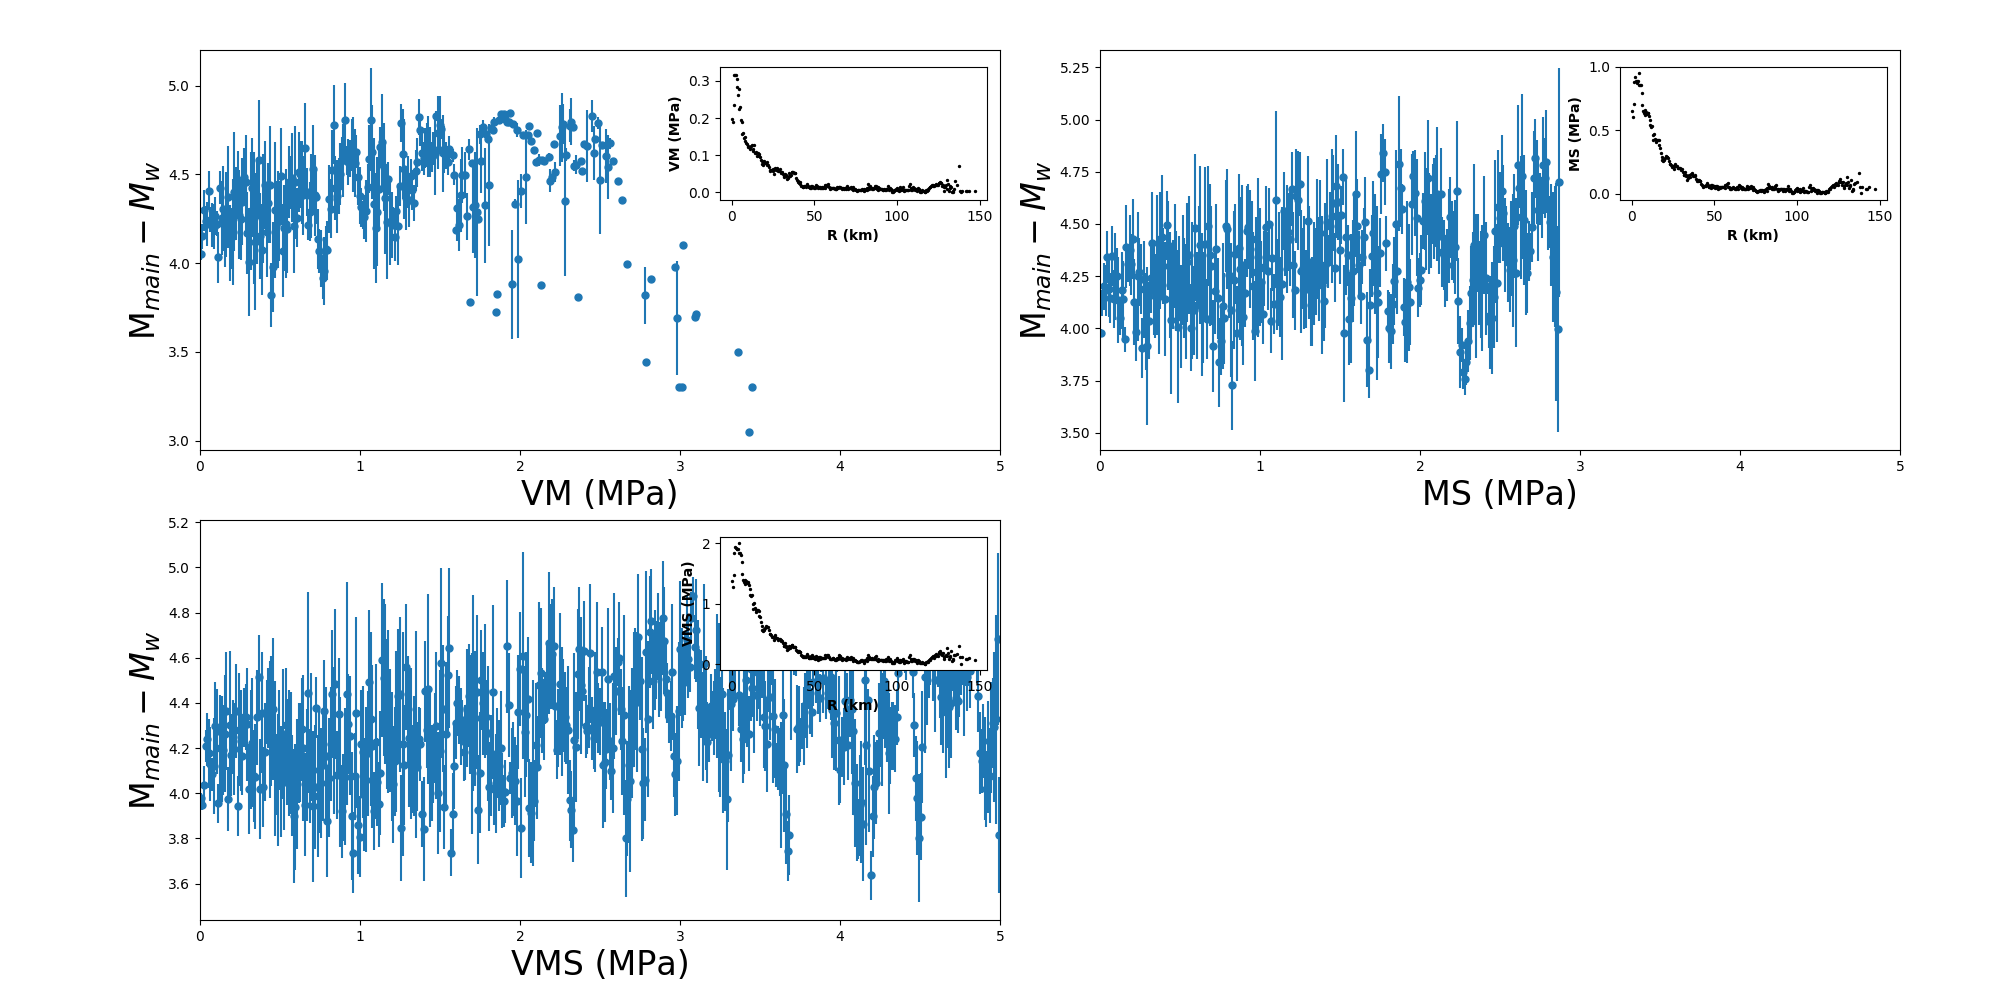 M_main − M_w
5.0
4.5
4.0
3.5
3.0
0 1 2 3 4 5
VM (MPa)
VM (MPa)
0.3
0.2
0.1
0.0
0 50 100 150
R (km)
M_main − M_w
5.25
5.00
4.75
4.50
4.25
4.00
3.75
3.50
0 1 2 3 4 5
MS (MPa)
MS (MPa)
1.0
0.5
0.0
0 50 100 150
R (km)
M_main − M_w
5.2
5.0
4.8
4.6
4.4
4.2
4.0
3.8
3.6
0 1 2 3 4 5
VMS (MPa)
VMS (MPa)
2
1
0
0 50 100 150
R (km)